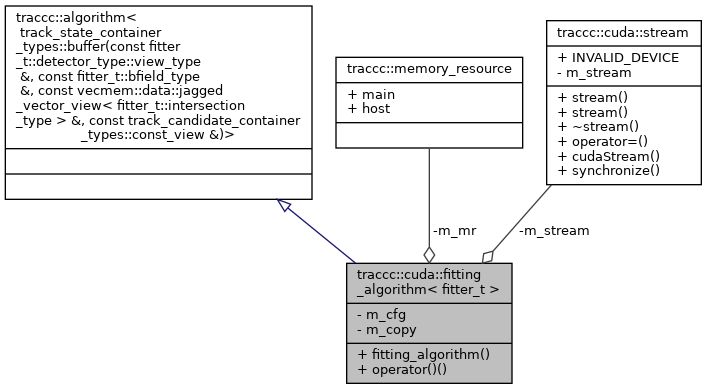 traccc::algorithm<
track_state_container
_types::buffer(const fitter
_t::detector_type::view_type
&, const fitter_t::bfield_type
&, const vecmem::data::jagged
_vector_view< fitter_t::intersection
_type > &, const track_candidate_container
_types::const_view &)>
traccc::memory_resource
+ main
+ host
traccc::cuda::stream
+ INVALID_DEVICE
- m_stream
+ stream()
+ stream()
+ ~stream()
+ operator=()
+ cudaStream()
+ synchronize()
-m_mr
-m_stream
traccc::cuda::fitting
_algorithm< fitter_t >
- m_cfg
- m_copy
+ fitting_algorithm()
+ operator()()